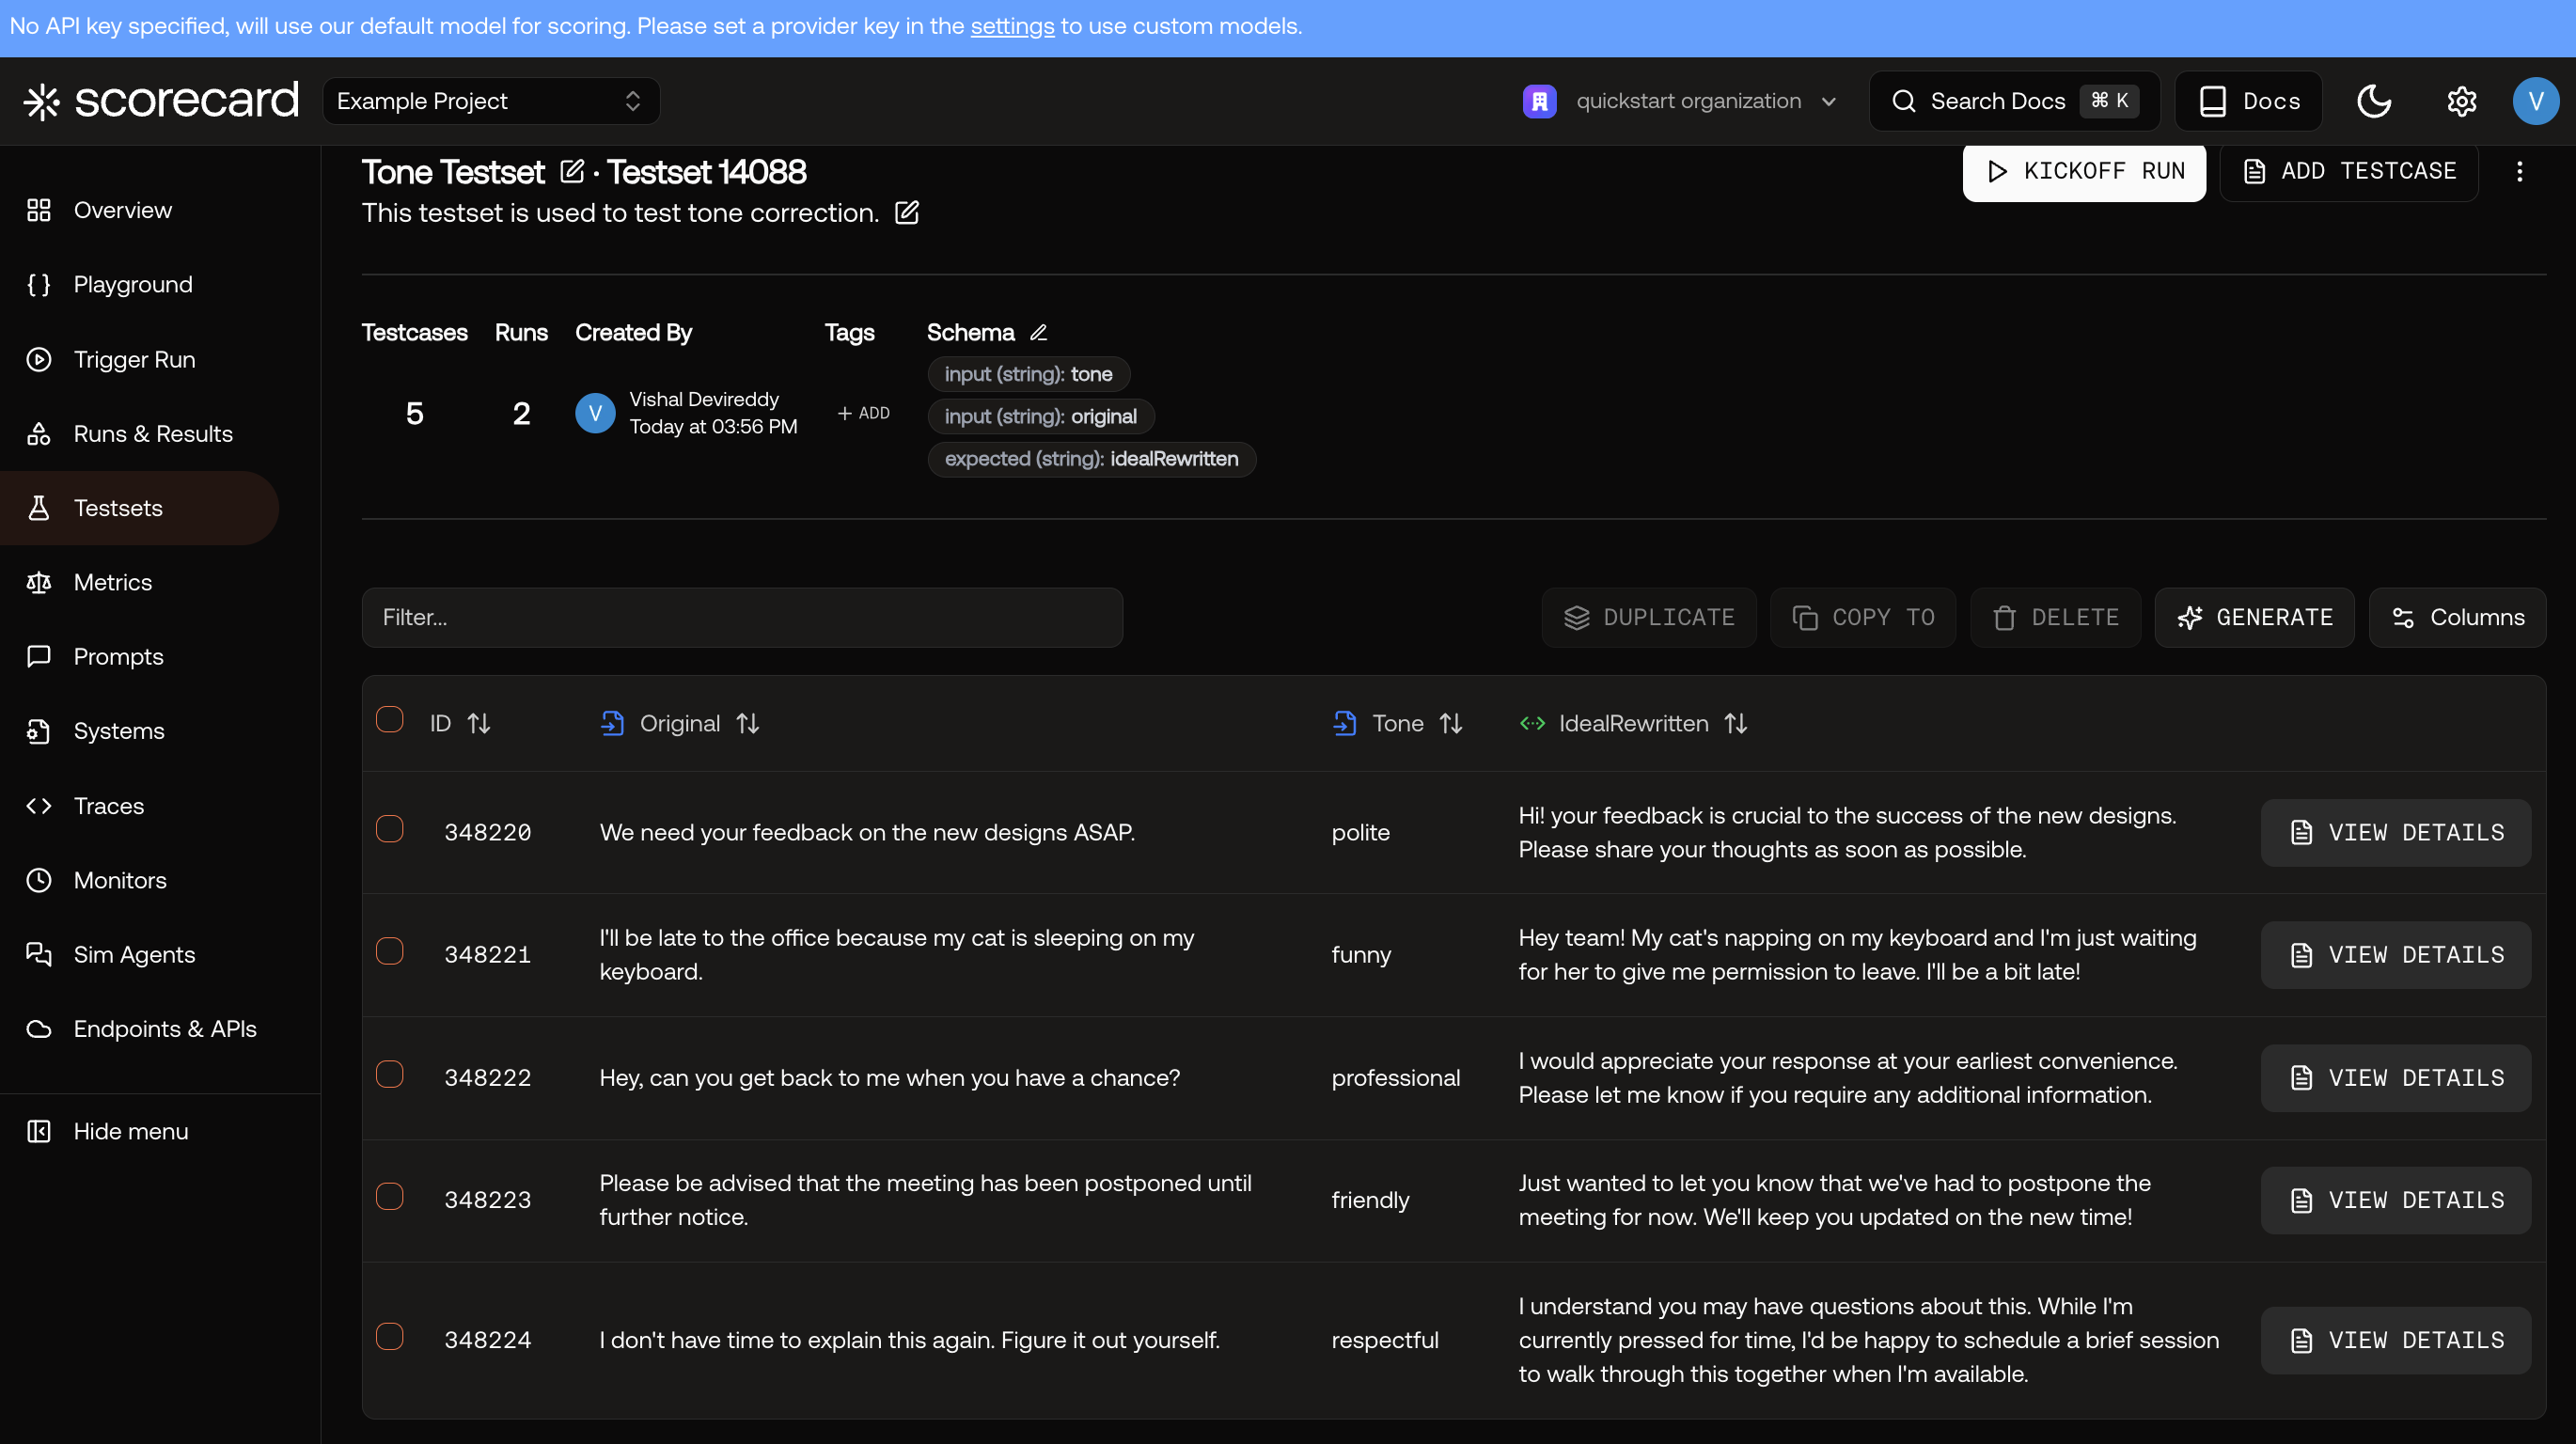 No API key specified, will use our default model for scoring. Please set a provider key in the settings to use custom models.
scorecard
Example Project
quickstart organization
Search Docs ⌘ K
Docs
V
Overview
Playground
Trigger Run
Runs & Results
Testsets
Metrics
Prompts
Systems
Traces
Monitors
Sim Agents
Endpoints & APIs
Hide menu
Tone Testset · Testset 14088
This testset is used to test tone correction.
KICKOFF RUN
ADD TESTCASE
Testcases Runs Created By Tags Schema
5
2
V
Vishal Devireddy
Today at 03:56 PM
+ ADD
input (string): tone
input (string): original
expected (string): idealRewritten
Filter...
DUPLICATE
COPY TO
DELETE
GENERATE
Columns
ID Original Tone IdealRewritten
348220
We need your feedback on the new designs ASAP.
polite
Hi! your feedback is crucial to the success of the new designs.
Please share your thoughts as soon as possible.
VIEW DETAILS
348221
I'll be late to the office because my cat is sleeping on my
keyboard.
funny
Hey team! My cat's napping on my keyboard and I'm just waiting
for her to give me permission to leave. I'll be a bit late!
VIEW DETAILS
348222
Hey, can you get back to me when you have a chance?
professional
I would appreciate your response at your earliest convenience.
Please let me know if you require any additional information.
VIEW DETAILS
348223
Please be advised that the meeting has been postponed until
further notice.
friendly
Just wanted to let you know that we've had to postpone the
meeting for now. We'll keep you updated on the new time!
VIEW DETAILS
348224
I don't have time to explain this again. Figure it out yourself.
respectful
I understand you may have questions about this. While I'm
currently pressed for time, I'd be happy to schedule a brief session
to walk through this together when I'm available.
VIEW DETAILS